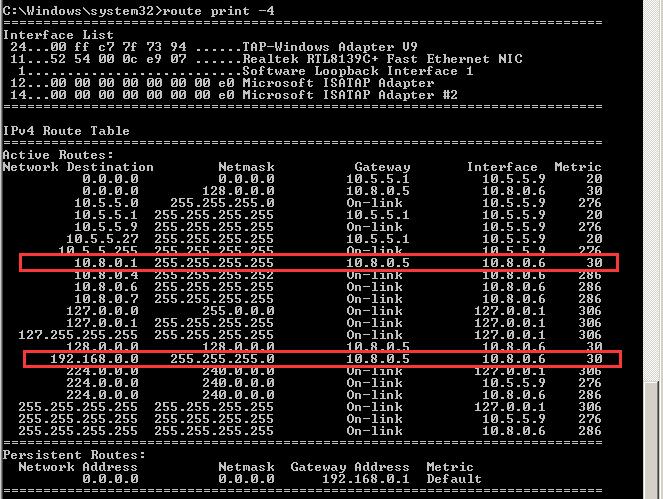 C:\Windows\system32>route print -4
===========================================================================
Interface List
 24...00 ff c7 7f 73 94 ......TAP-Windows Adapter V9
 11...52 54 00 0c e9 07 ......Realtek RTL8139C+ Fast Ethernet NIC
  1...........................Software Loopback Interface 1
 12...00 00 00 00 00 00 00 e0 Microsoft ISATAP Adapter
 14...00 00 00 00 00 00 00 e0 Microsoft ISATAP Adapter #2
===========================================================================
IPv4 Route Table
===========================================================================
Active Routes:
Network Destination        Netmask          Gateway       Interface  Metric
          0.0.0.0          0.0.0.0         10.5.5.1         10.5.5.9     20
          0.0.0.0        128.0.0.0         10.8.0.5         10.8.0.6     30
         10.5.5.0    255.255.255.0         On-link          10.5.5.9    276
         10.5.5.1  255.255.255.255         10.5.5.1         10.5.5.9     20
         10.5.5.9  255.255.255.255         On-link          10.5.5.9    276
        10.5.5.27  255.255.255.255         10.5.5.1         10.5.5.9     20
       10.5.5.255  255.255.255.255         On-link          10.5.5.9    276
         10.8.0.1  255.255.255.255         10.8.0.5         10.8.0.6     30
         10.8.0.4  255.255.255.252         On-link          10.8.0.6    286
         10.8.0.6  255.255.255.255         On-link          10.8.0.6    286
         10.8.0.7  255.255.255.255         On-link          10.8.0.6    286
        127.0.0.0        255.0.0.0         On-link         127.0.0.1    306
        127.0.0.1  255.255.255.255         On-link         127.0.0.1    306
  127.255.255.255  255.255.255.255         On-link         127.0.0.1    306
        128.0.0.0        128.0.0.0         10.8.0.5         10.8.0.6     30
      192.168.0.0    255.255.255.0         10.8.0.5         10.8.0.6     30
        224.0.0.0        240.0.0.0         On-link         127.0.0.1    306
        224.0.0.0        240.0.0.0         On-link          10.5.5.9    276
        224.0.0.0        240.0.0.0         On-link          10.8.0.6    286
  255.255.255.255  255.255.255.255         On-link         127.0.0.1    306
  255.255.255.255  255.255.255.255         On-link          10.5.5.9    276
  255.255.255.255  255.255.255.255         On-link          10.8.0.6    286
===========================================================================
Persistent Routes:
  Network Address          Netmask  Gateway Address  Metric
          0.0.0.0          0.0.0.0      192.168.0.1  Default
===========================================================================